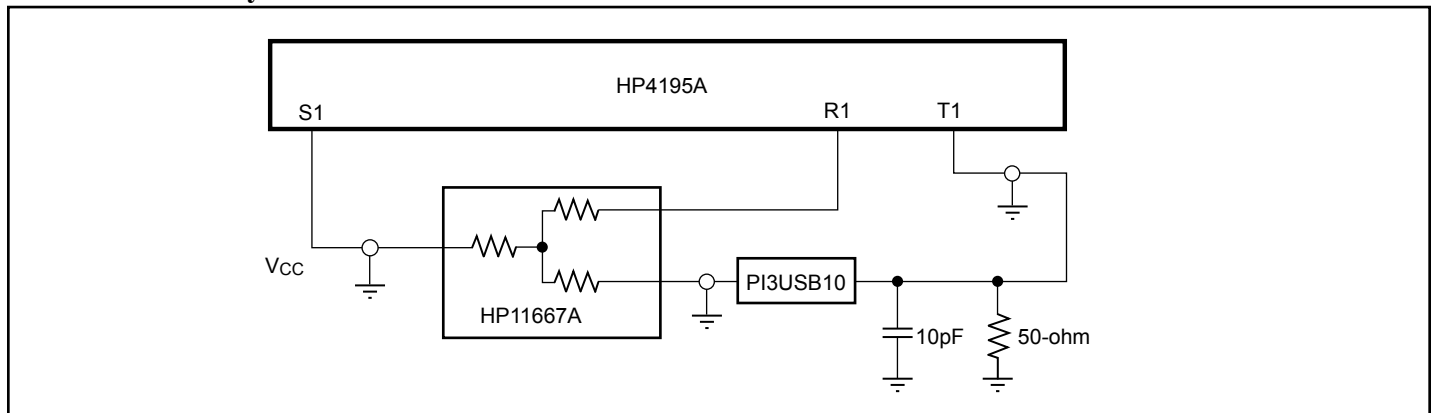 HP4195A
S1
R1
T1
VCC
HP11667A
PI3USB10
10pF
50-ohm